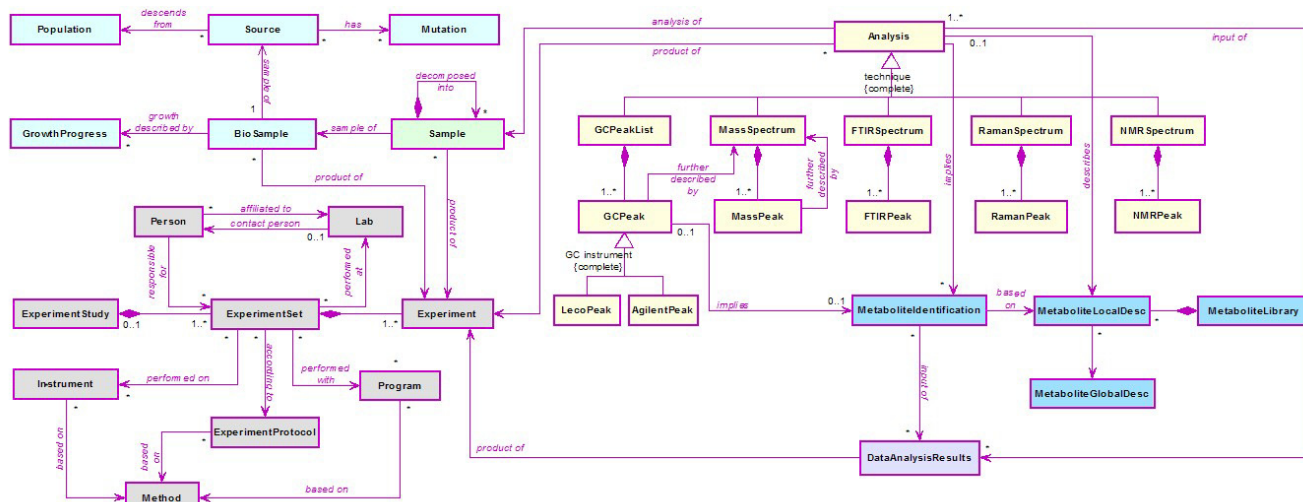 descends
from
has
Population
Source
Mutation
*
*
*
*
sample of
1
decomposed
into
*
growth
described by
sample of
GrowthProgress
BioSample
Sample
*
*
*
*
product of
product of
analysis of
1..*
product of
*
Analysis
0..1
input of
technique
{complete}
GCPeakList
MassSpectrum
FTIRSpectrum
RamanSpectrum
NMRSpectrum
further
described
by
further
described
by
implies
describes
1..*
1..*
1..*
1..*
1..*
GCPeak
MassPeak
FTIRPeak
RamanPeak
NMRPeak
0..1
GC instrument
{complete}
implies
LecoPeak
AgilentPeak
Person
*
affiliated to
contact person
0..1
Lab
responsible
for
performed
at
*
*
ExperimentStudy
0..1
1..*
ExperimentSet
1..*
Experiment
*
0..1
MetaboliteIdentification
based
on
MetaboliteLocalDesc
*
MetaboliteLibrary
*
*
*
*
*
*
input of
*
MetaboliteGlobalDesc
Instrument
performed on
*
according to
performed
with
*
*
Program
*
*
ExperimentProtocol
*
based on
based
on
based on
Method
product of
*
DataAnalysisResults
*